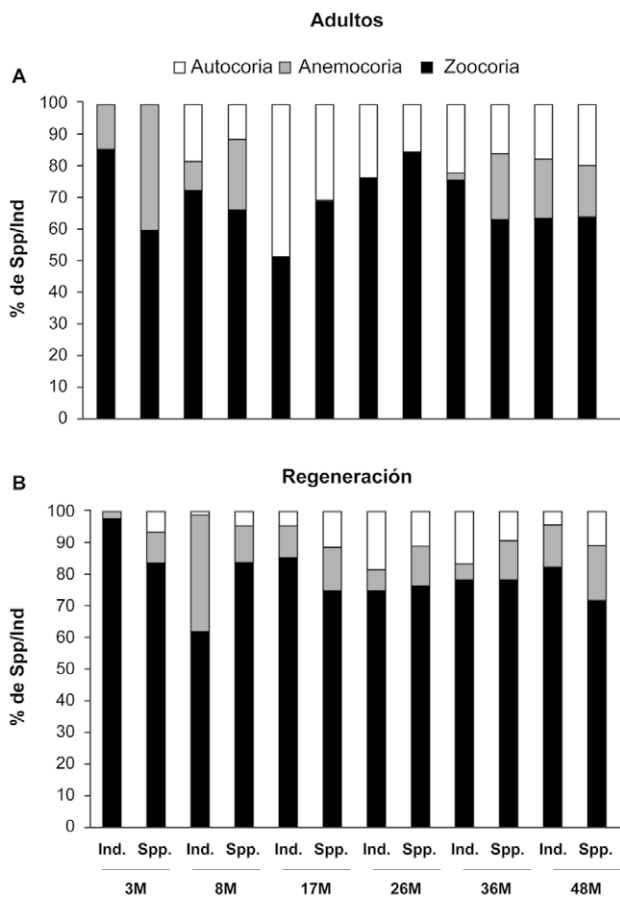 Adultos
A
Autocoria Anemocoria Zoocoria
100
90
80
70
60
50
40
30
20
10
0
% de Spp/Ind
B
Regeneración
100
90
80
70
60
50
40
30
20
10
0
% de Spp/Ind
Ind. Spp. Ind. Spp. Ind. Spp. Ind. Spp. Ind. Spp. Ind. Spp.
3M 8M 17M 26M 36M 48M